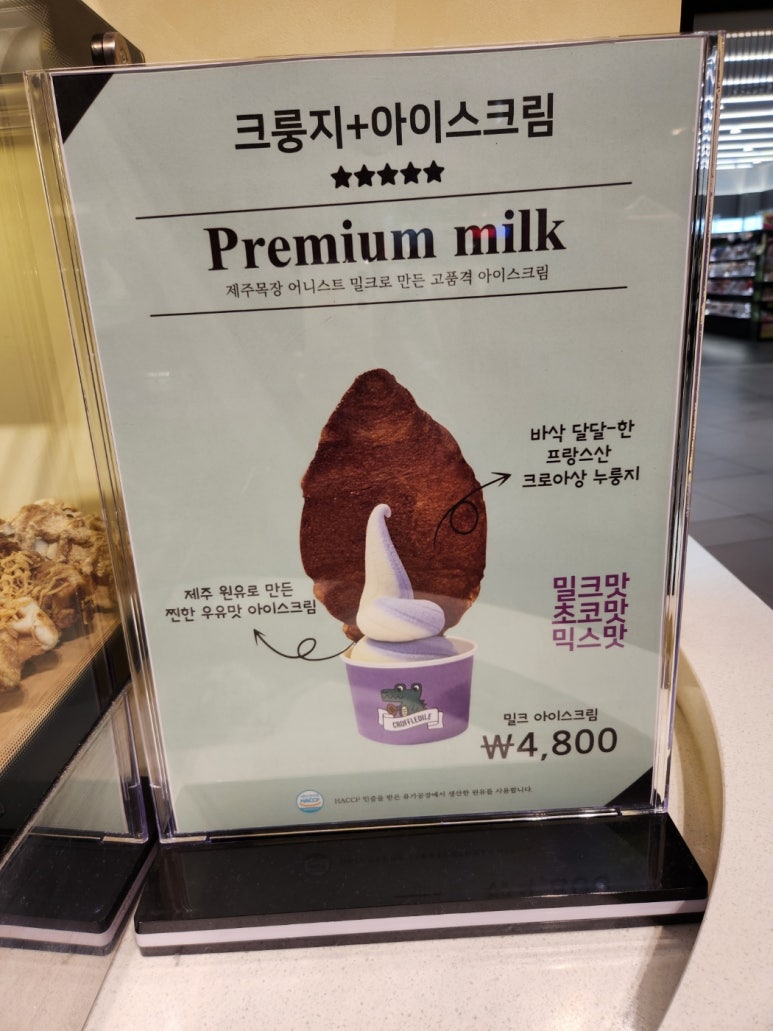 크룽지+아이스크림
★★★★★
Premium milk
제주목장 어니스트 밀크로 만든 고품격 아이스크림
바삭 달달-한
프랑스산
크로아상 누룽지
제주 원유로 만든
찐한 우유맛 아이스크림
밀크맛
초코맛
믹스맛
CROFFLEDILE
밀크 아이스크림
₩4,800
HACCP
HACCP 인증을 받은 유가공장에서 생산한 원유를 사용합니다.